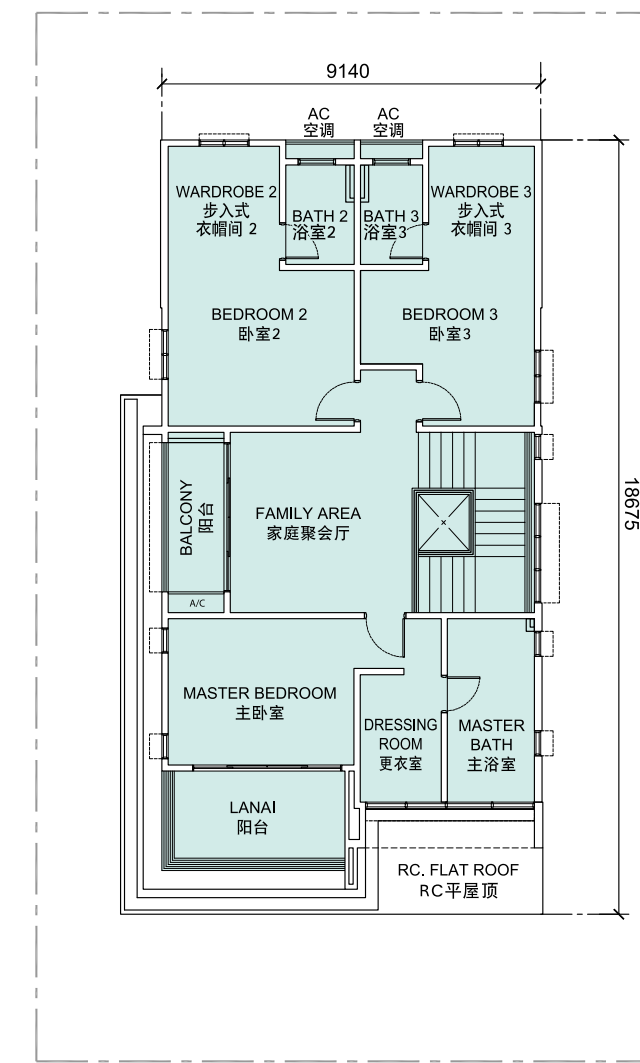 9140
AC
空调
AC
空调
WARDROBE 2
步入式
衣帽间 2
BATH 2
浴室2
BATH 3
浴室3
WARDROBE 3
步入式
衣帽间 3
BEDROOM 2
卧室2
BEDROOM 3
卧室3
18675
BALCONY
阳台
FAMILY AREA
家庭聚会厅
A/C
MASTER BEDROOM
主卧室
DRESSING
ROOM
更衣室
MASTER
BATH
主浴室
LANAI
阳台
RC. FLAT ROOF
RC平屋顶